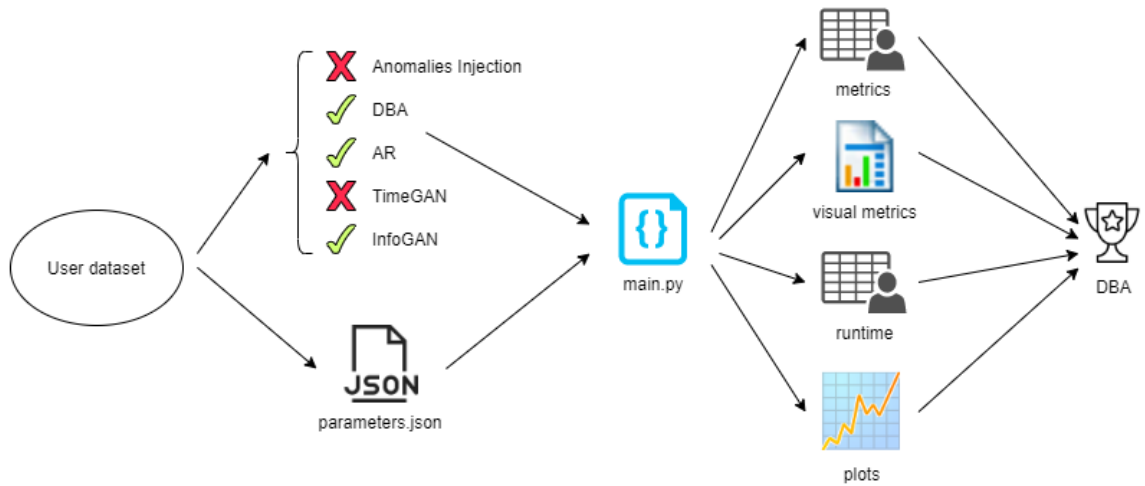 User dataset
Anomalies Injection
DBA
AR
TimeGAN
InfoGAN
JSON
parameters.json
{}
main.py
metrics
visual metrics
runtime
plots
DBA